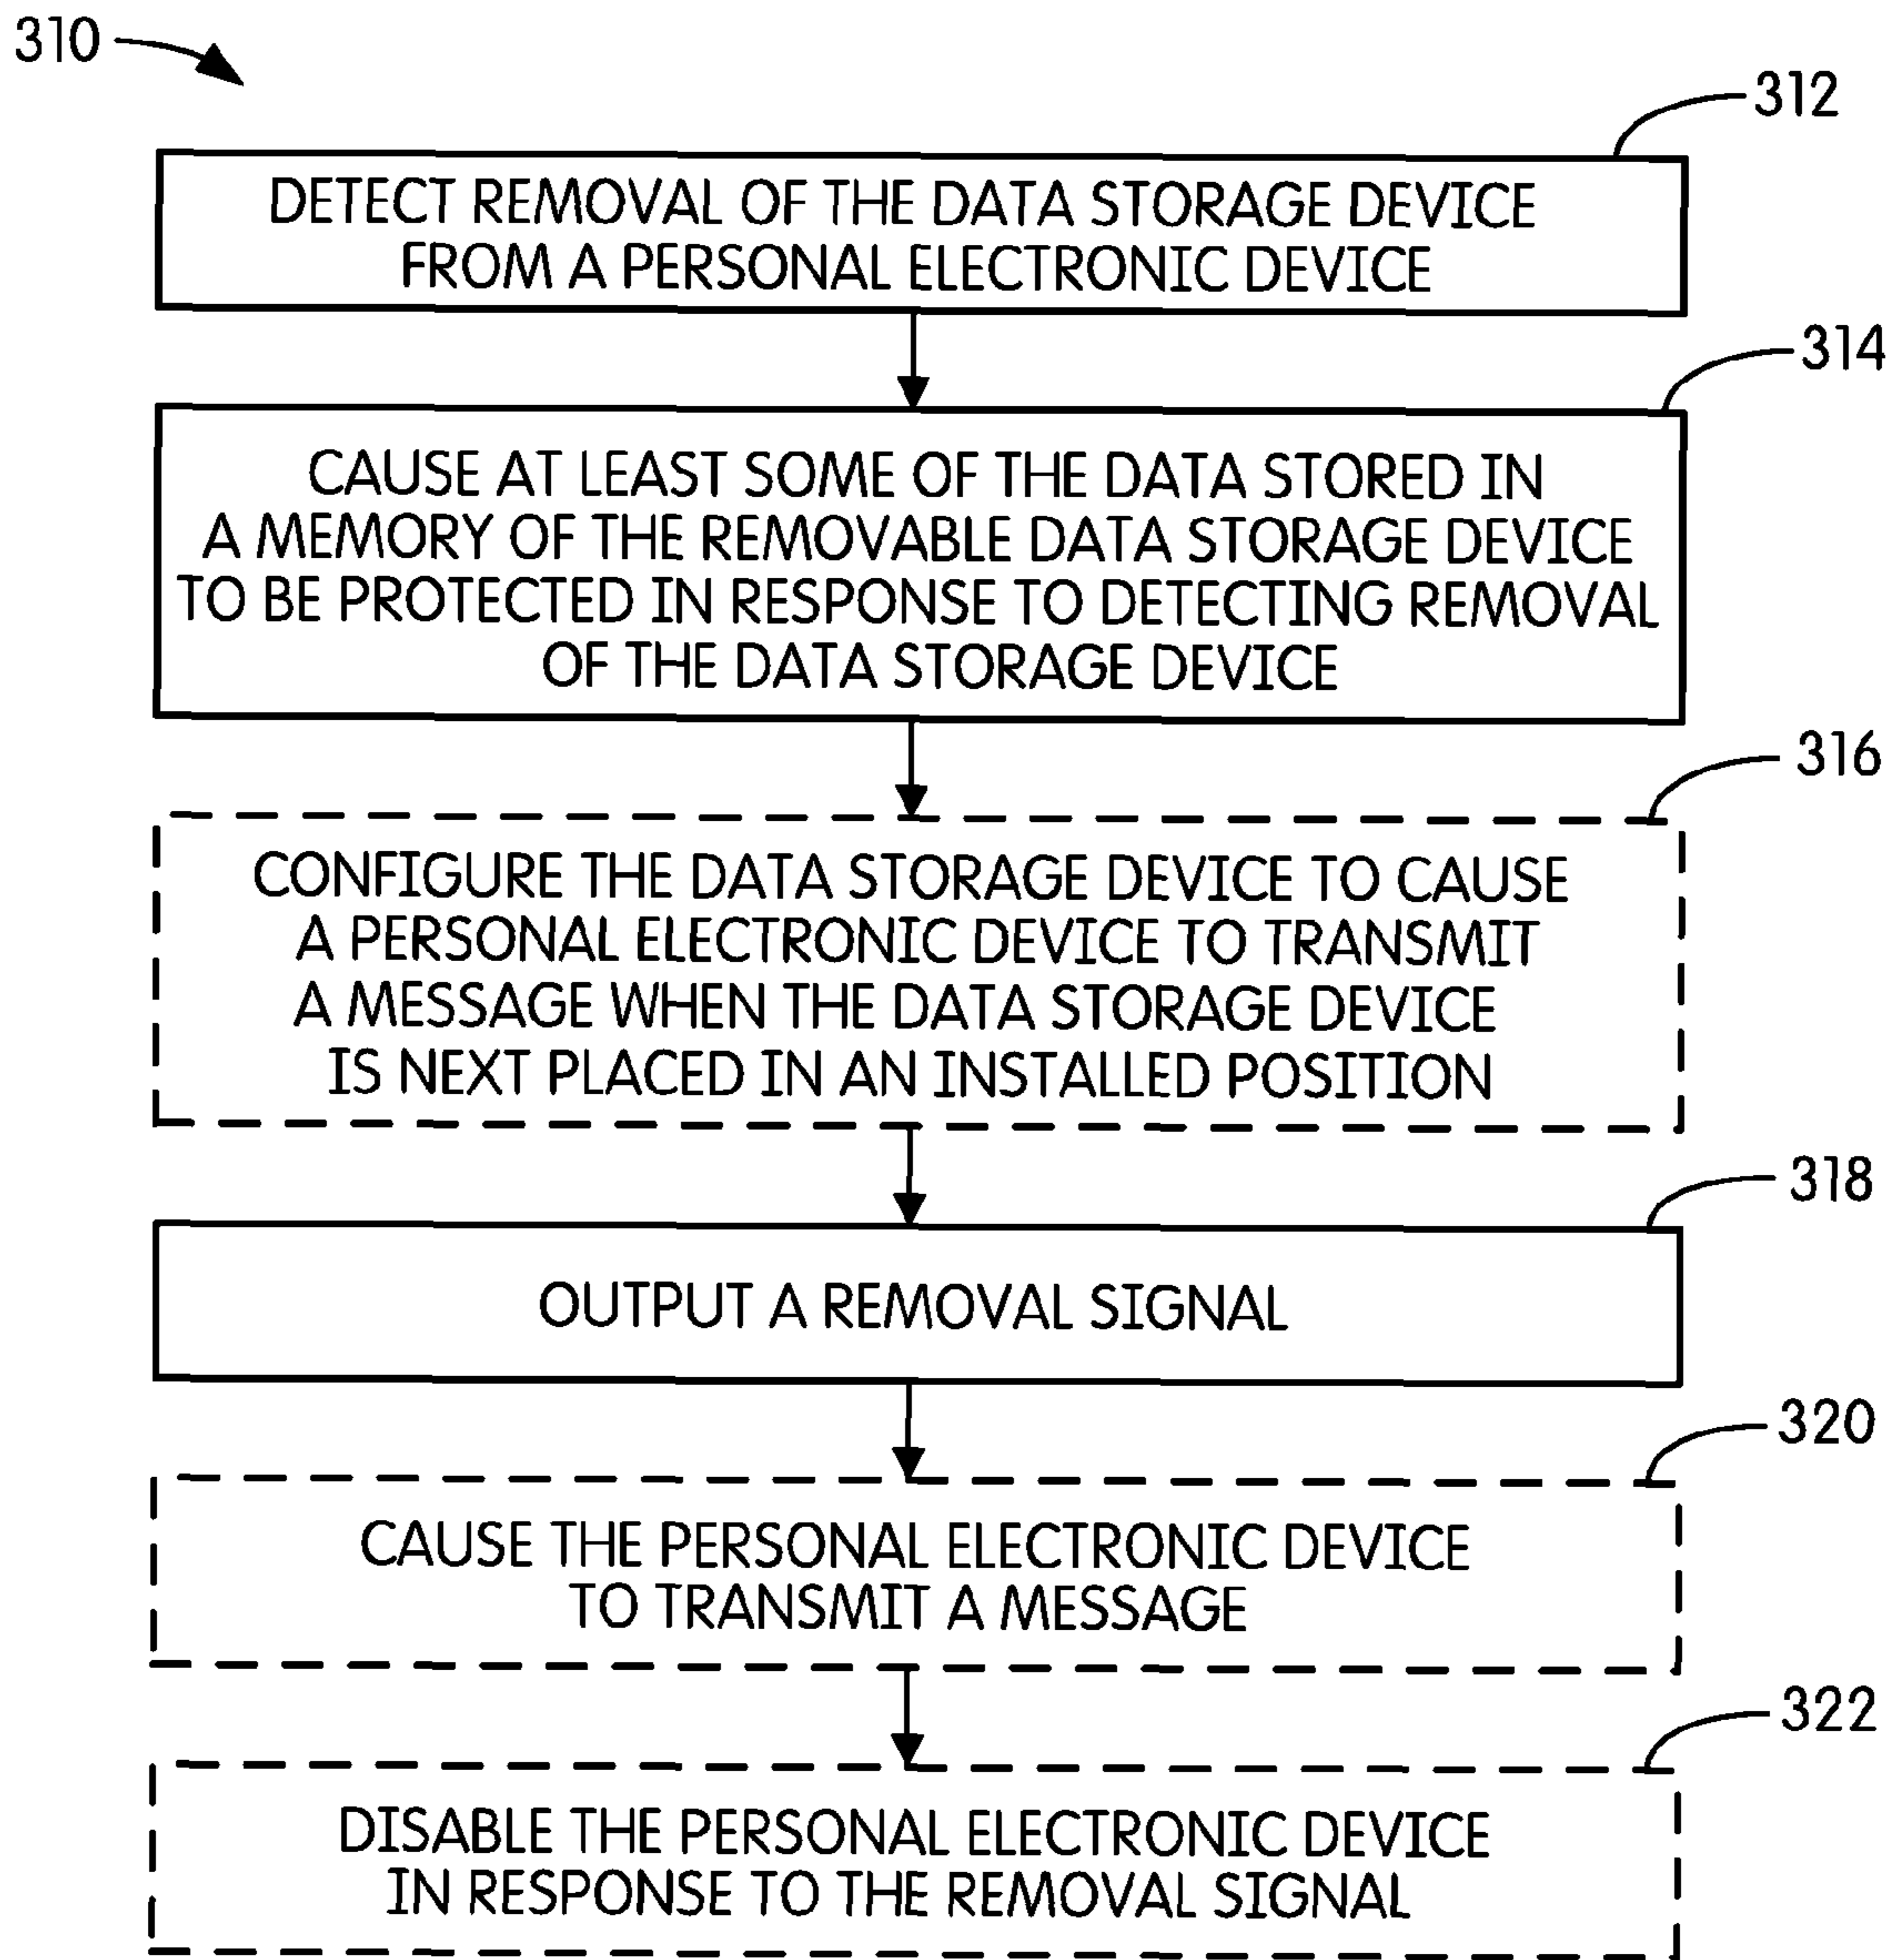 310
312
DETECT REMOVAL OF THE DATA STORAGE DEVICE
FROM A PERSONAL ELECTRONIC DEVICE
314
CAUSE AT LEAST SOME OF THE DATA STORED IN
A MEMORY OF THE REMOVABLE DATA STORAGE DEVICE
TO BE PROTECTED IN RESPONSE TO DETECTING REMOVAL
OF THE DATA STORAGE DEVICE
316
CONFIGURE THE DATA STORAGE DEVICE TO CAUSE
A PERSONAL ELECTRONIC DEVICE TO TRANSMIT
A MESSAGE WHEN THE DATA STORAGE DEVICE
IS NEXT PLACED IN AN INSTALLED POSITION
318
OUTPUT A REMOVAL SIGNAL
320
CAUSE THE PERSONAL ELECTRONIC DEVICE
TO TRANSMIT A MESSAGE
322
DISABLE THE PERSONAL ELECTRONIC DEVICE
IN RESPONSE TO THE REMOVAL SIGNAL